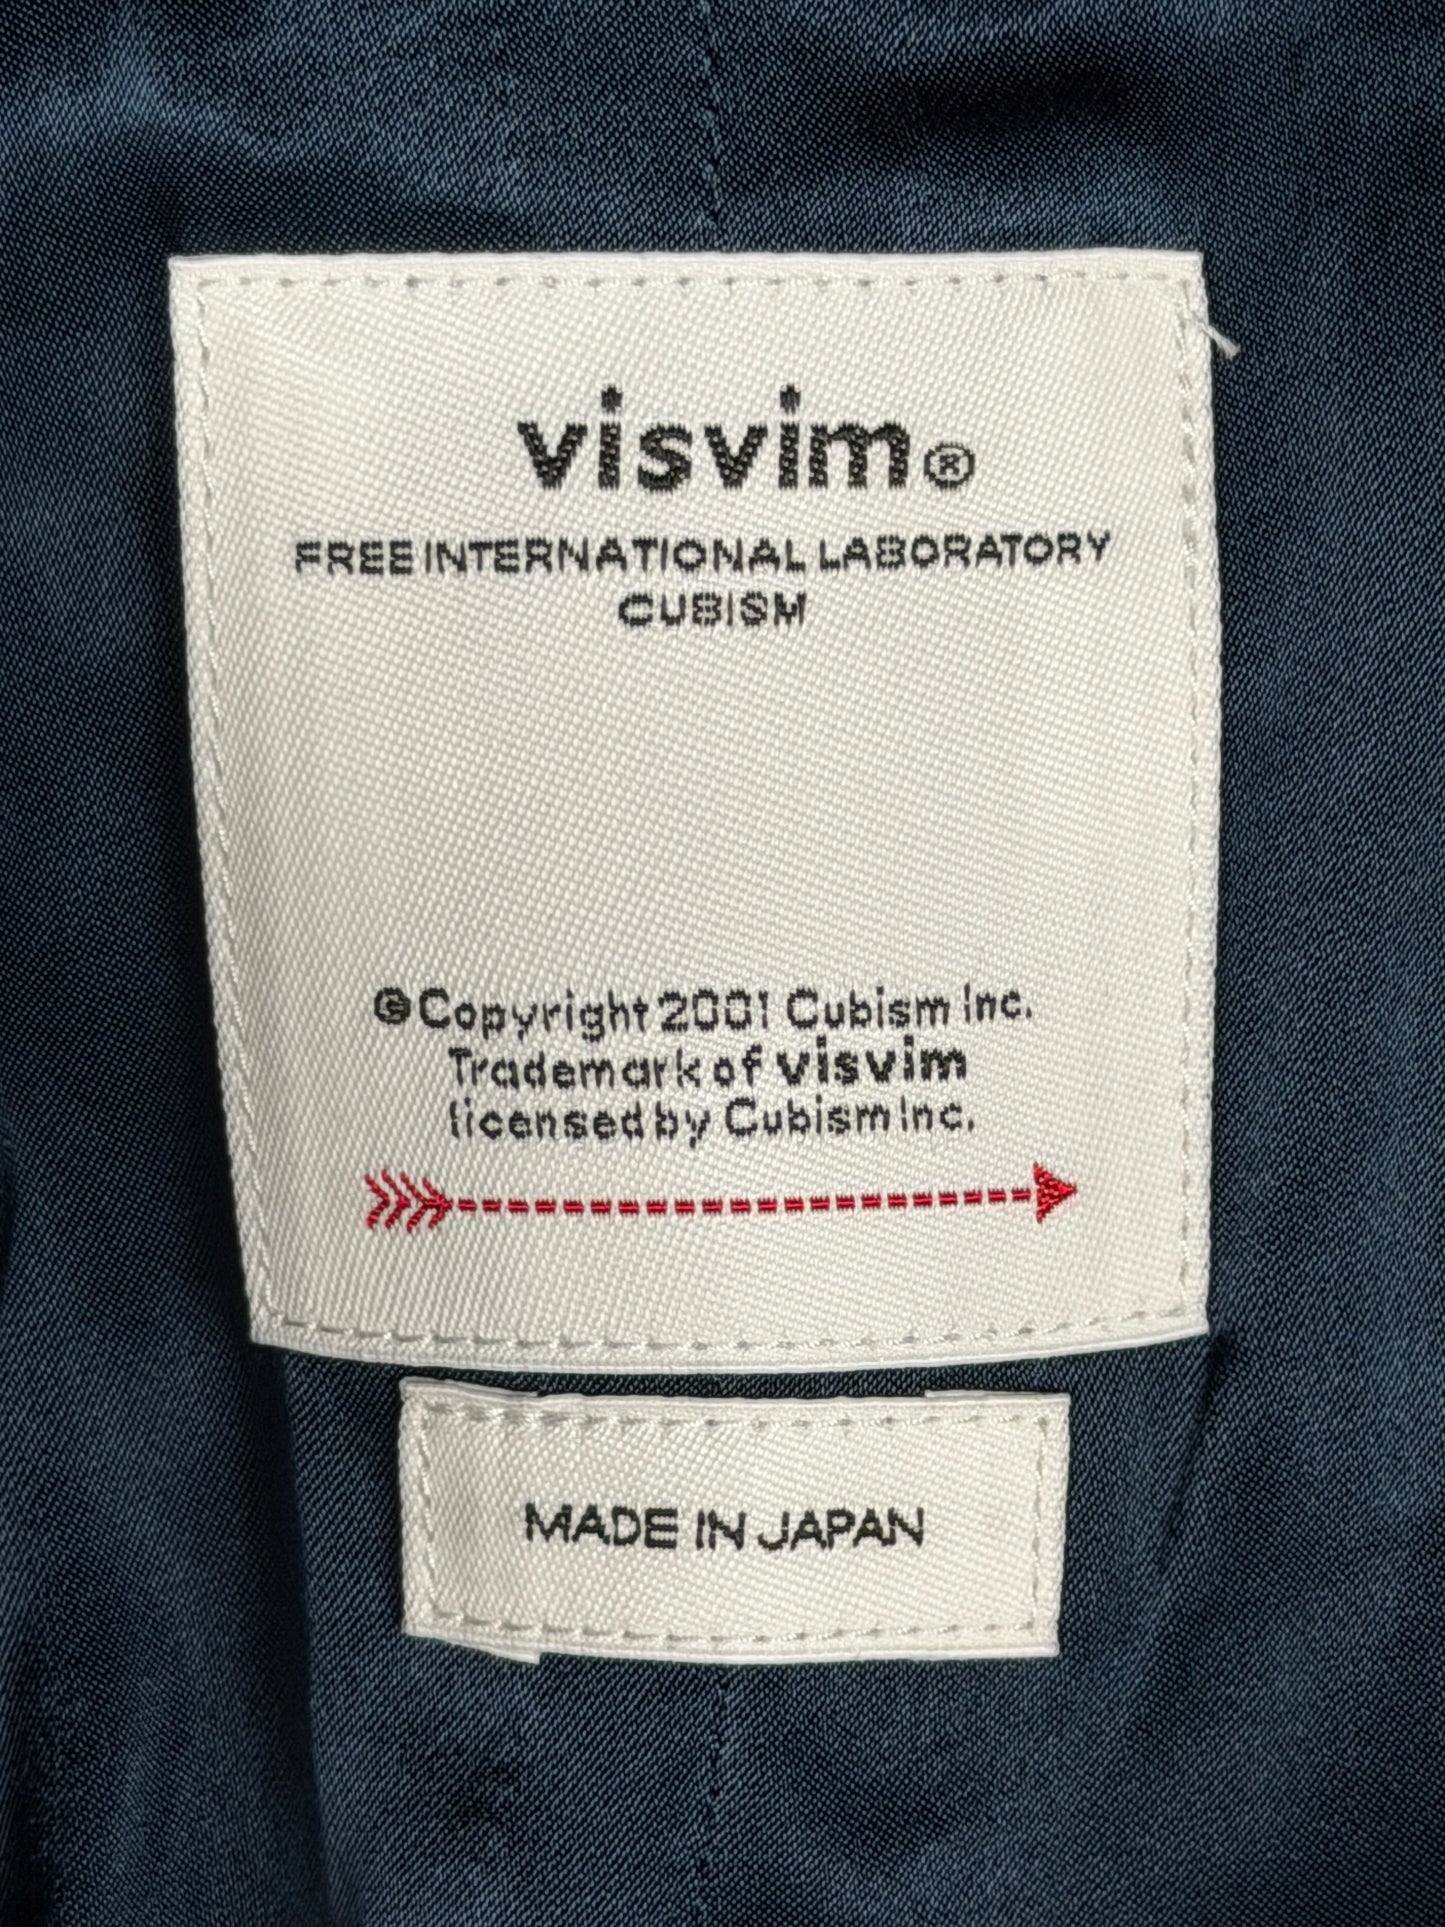 visvim®
FREE INTERNATIONAL LABORATORY
CUBISM
©Copyright 2001 Cubism Inc.
Trademark of visvim
licensed by Cubism Inc.
MADE IN JAPAN